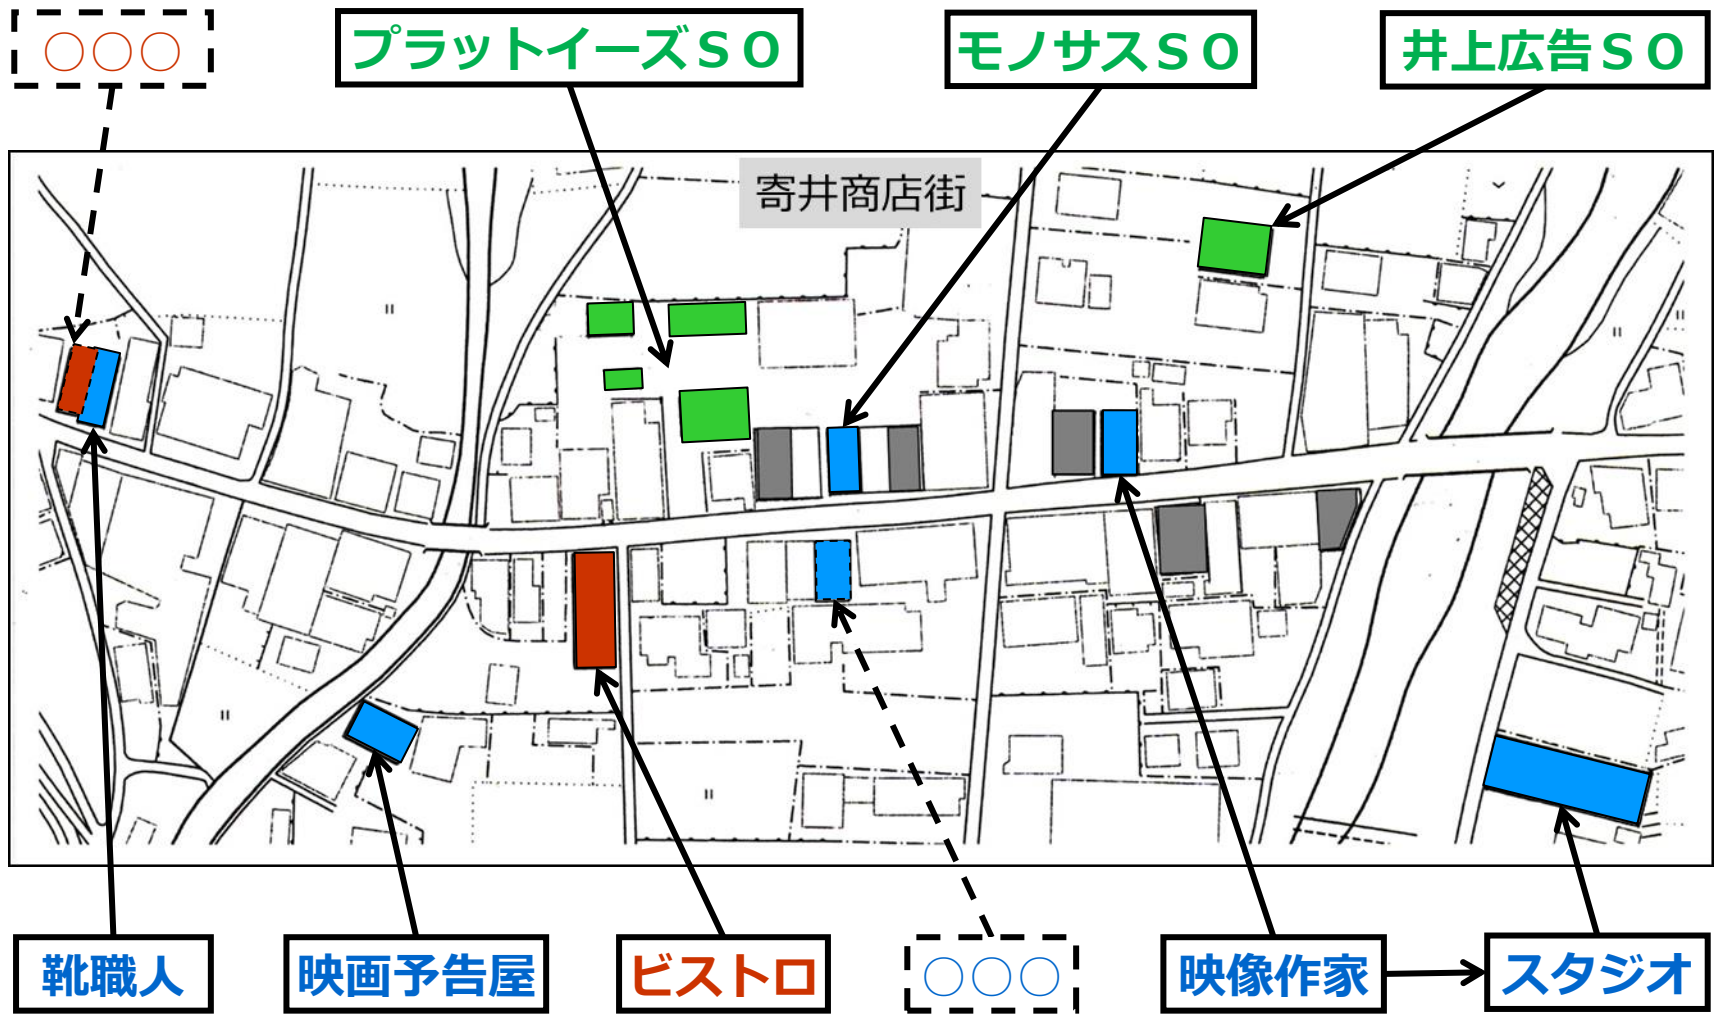 〇〇〇
プラットイーズＳＯ
モノサスＳＯ
井上広告ＳＯ
寄井商店街
靴職人
映画予告屋
ビストロ
〇〇〇
映像作家
スタジオ